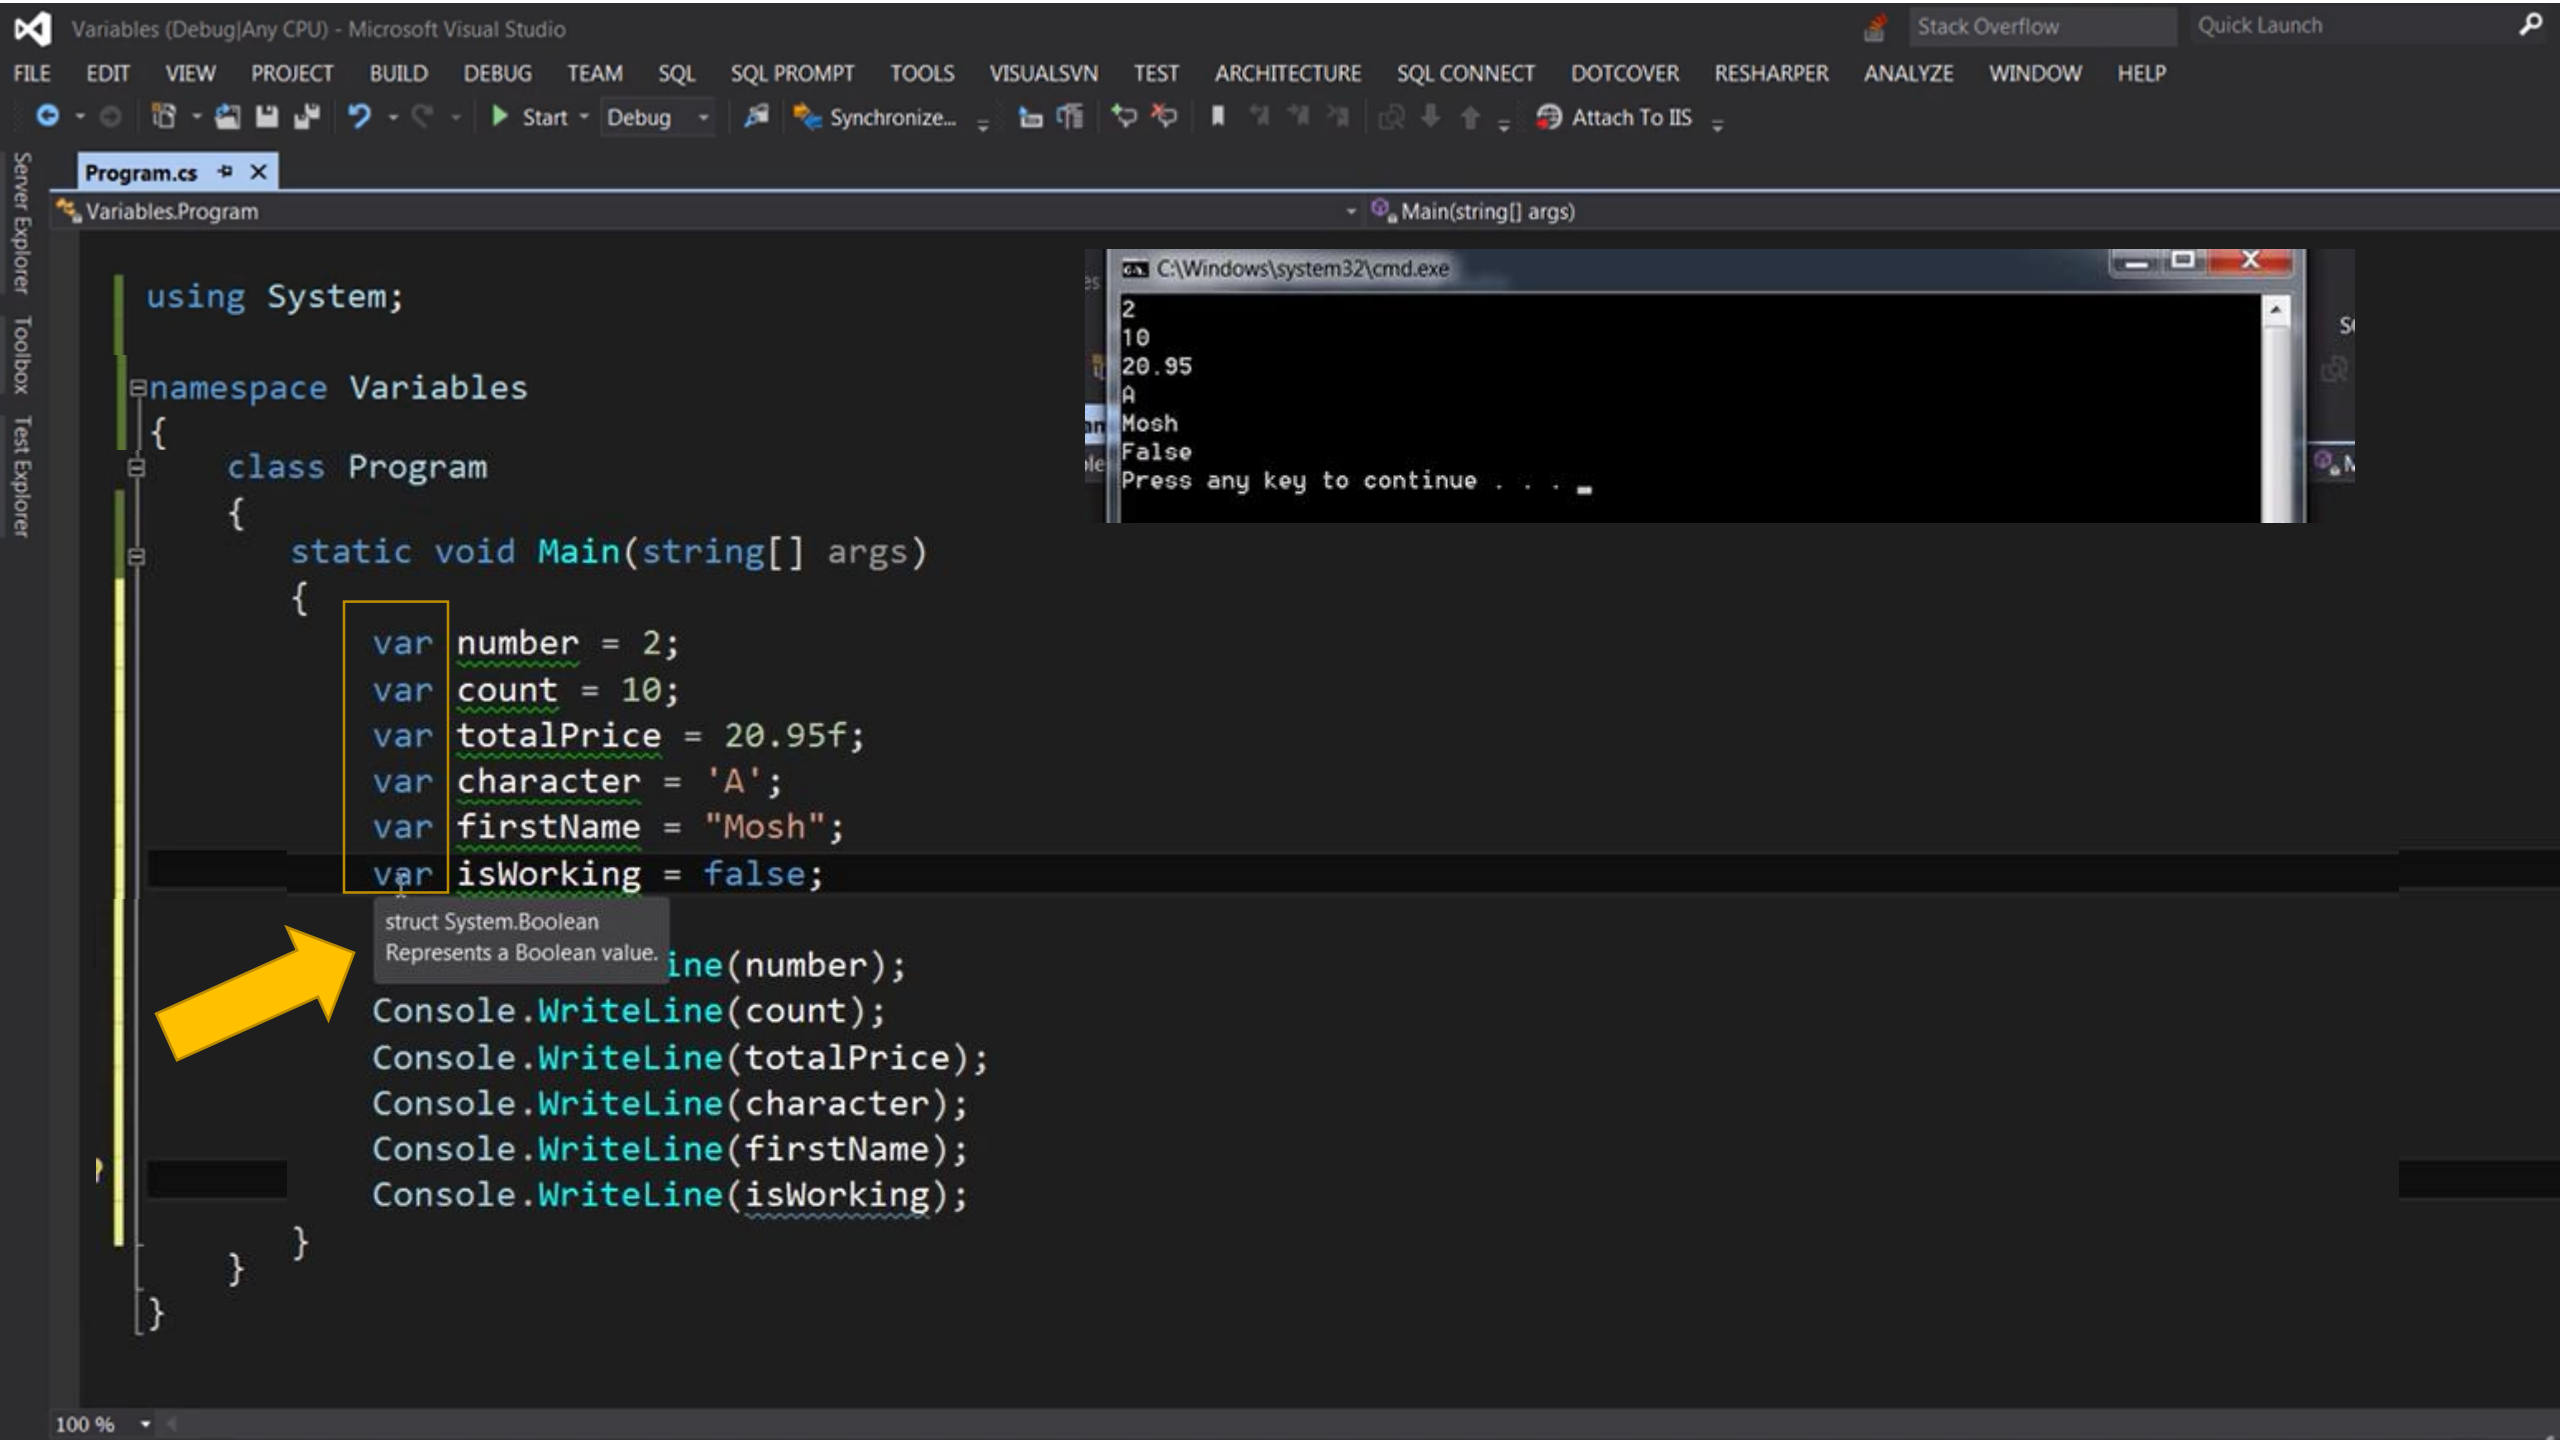 Variables (Debug|Any CPU) - Microsoft Visual Studio
Stack Overflow
Quick Launch
FILE EDIT VIEW PROJECT BUILD DEBUG TEAM SQL SQL PROMPT TOOLS VISUALSVN TEST ARCHITECTURE SQL CONNECT DOTCOVER RESHARPER ANALYZE WINDOW HELP
Start Debug Synchronize... Attach To IIS
Server Explorer
Toolbox
Test Explorer
Program.cs
Variables.Program
Main(string[] args)
C:\Windows\system32\cmd.exe
2
10
20.95
A
Mosh
False
Press any key to continue . . .
using System;
namespace Variables
{
class Program
{
static void Main(string[] args)
{
var number = 2;
var count = 10;
var totalPrice = 20.95f;
var character = 'A';
var firstName = "Mosh";
var isWorking = false;
struct System.Boolean
Represents a Boolean value.
ine(number);
Console.WriteLine(count);
Console.WriteLine(totalPrice);
Console.WriteLine(character);
Console.WriteLine(firstName);
Console.WriteLine(isWorking);
}
}
}
100 %